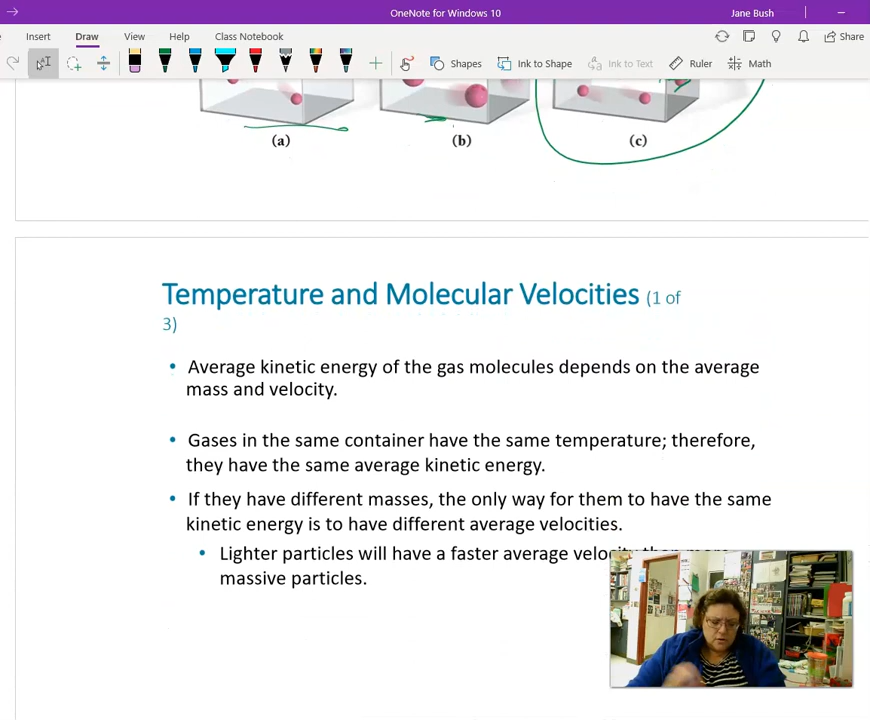 OneNote for Windows 10
Jane Bush
Insert
Draw
View
Help
Class Notebook
Share
Shapes
Ink to Shape
Ink to Text
Ruler
Math
(a)
(b)
(c)
Temperature and Molecular Velocities (1 of
3)
• Average kinetic energy of the gas molecules depends on the average
mass and velocity.
• Gases in the same container have the same temperature; therefore,
they have the same average kinetic energy.
• If they have different masses, the only way for them to have the same
kinetic energy is to have different average velocities.
• Lighter particles will have a faster average velocity than more
massive particles.